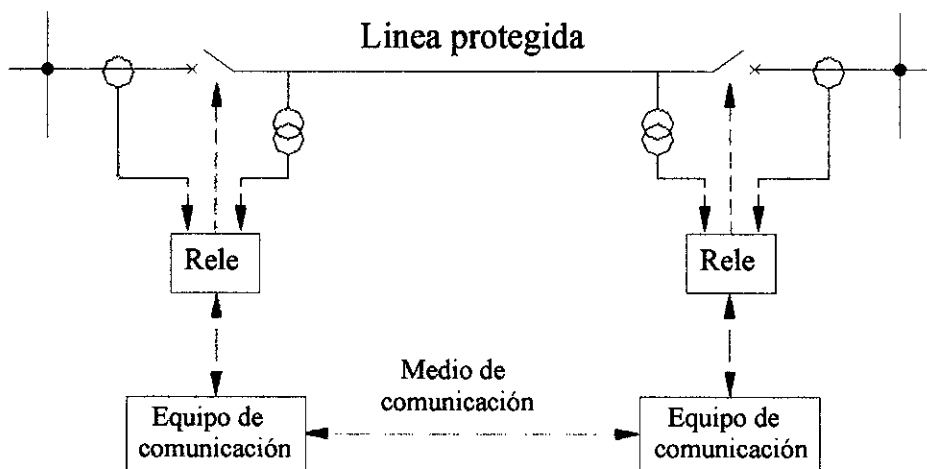 Linea protegida
Rele
Rele
Medio de
comunicación
Equipo de
comunicación
Equipo de
comunicación